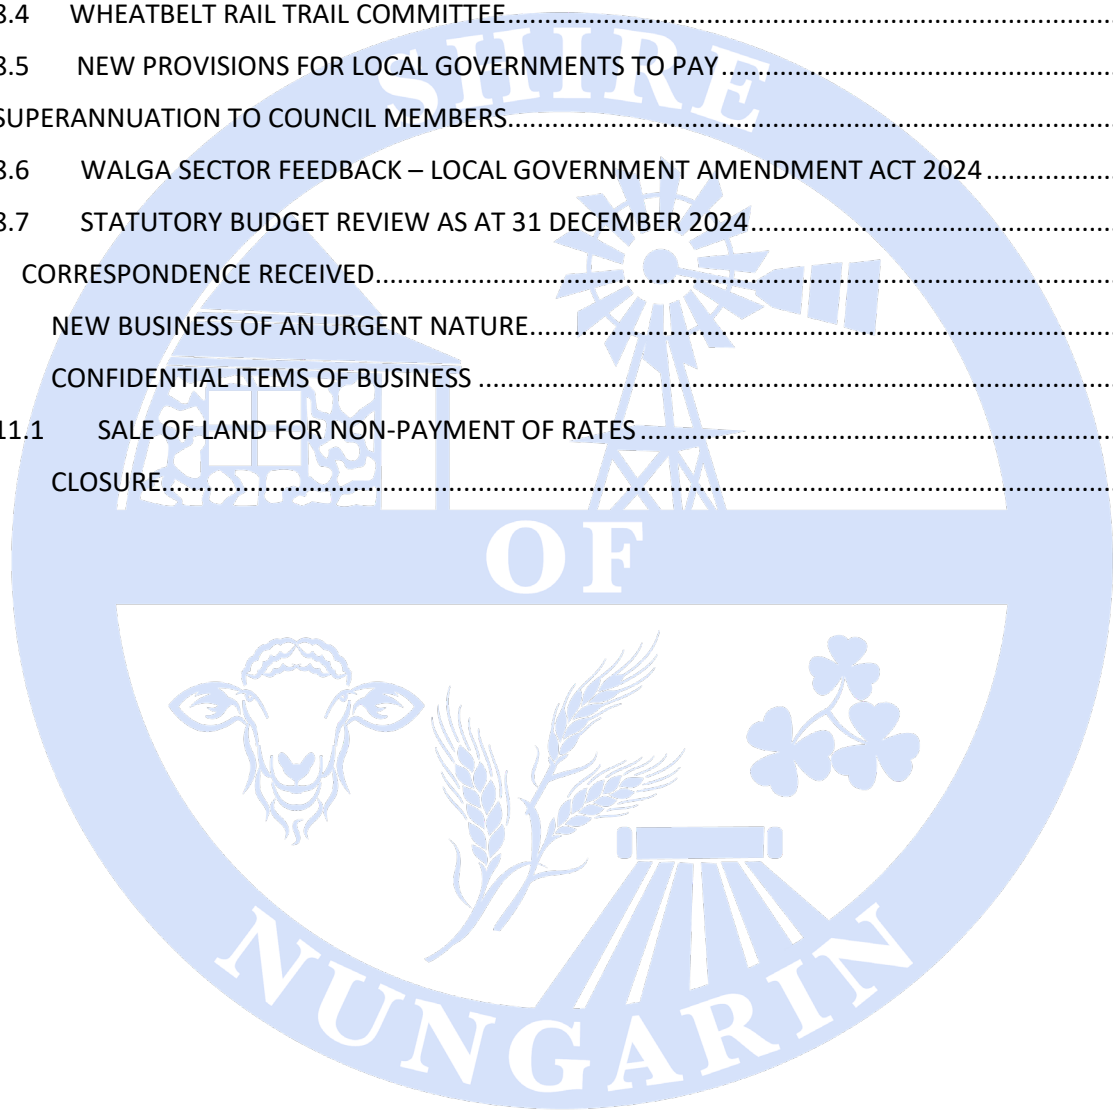 8.4 WHEATBELT RAIL TRAIL COMMITTEE
8.5 NEW PROVISIONS FOR LOCAL GOVERNMENTS TO PAY
SUPERANNUATION TO COUNCIL MEMBERS
8.6 WALGA SECTOR FEEDBACK – LOCAL GOVERNMENT AMENDMENT ACT 2024
8.7 STATUTORY BUDGET REVIEW AS AT 31 DECEMBER 2024
CORRESPONDENCE RECEIVED
NEW BUSINESS OF AN URGENT NATURE
CONFIDENTIAL ITEMS OF BUSINESS
11.1 SALE OF LAND FOR NON-PAYMENT OF RATES
CLOSURE
SHIRE
OF
NUNGARIN